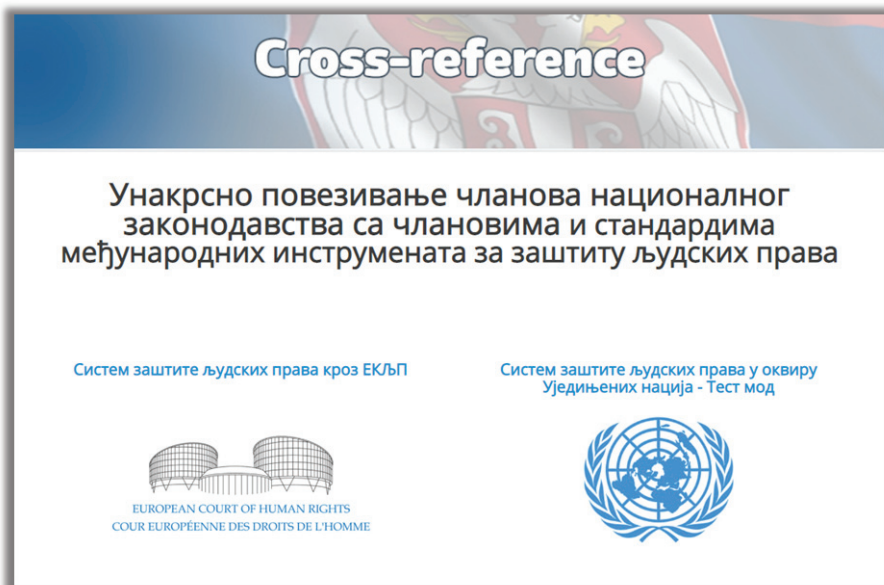 Cross-reference
Унакрсно повезивање чланова националног
законодавства са члановима и стандардима
међународних инструмената за заштиту људских права
Систем заштите људских права кроз ЕКЉП
Систем заштите људских права у оквиру
Уједињених нација - Тест мод
EUROPEAN COURT OF HUMAN RIGHTS
COUR EUROPÉENNE DES DROITS DE L'HOMME